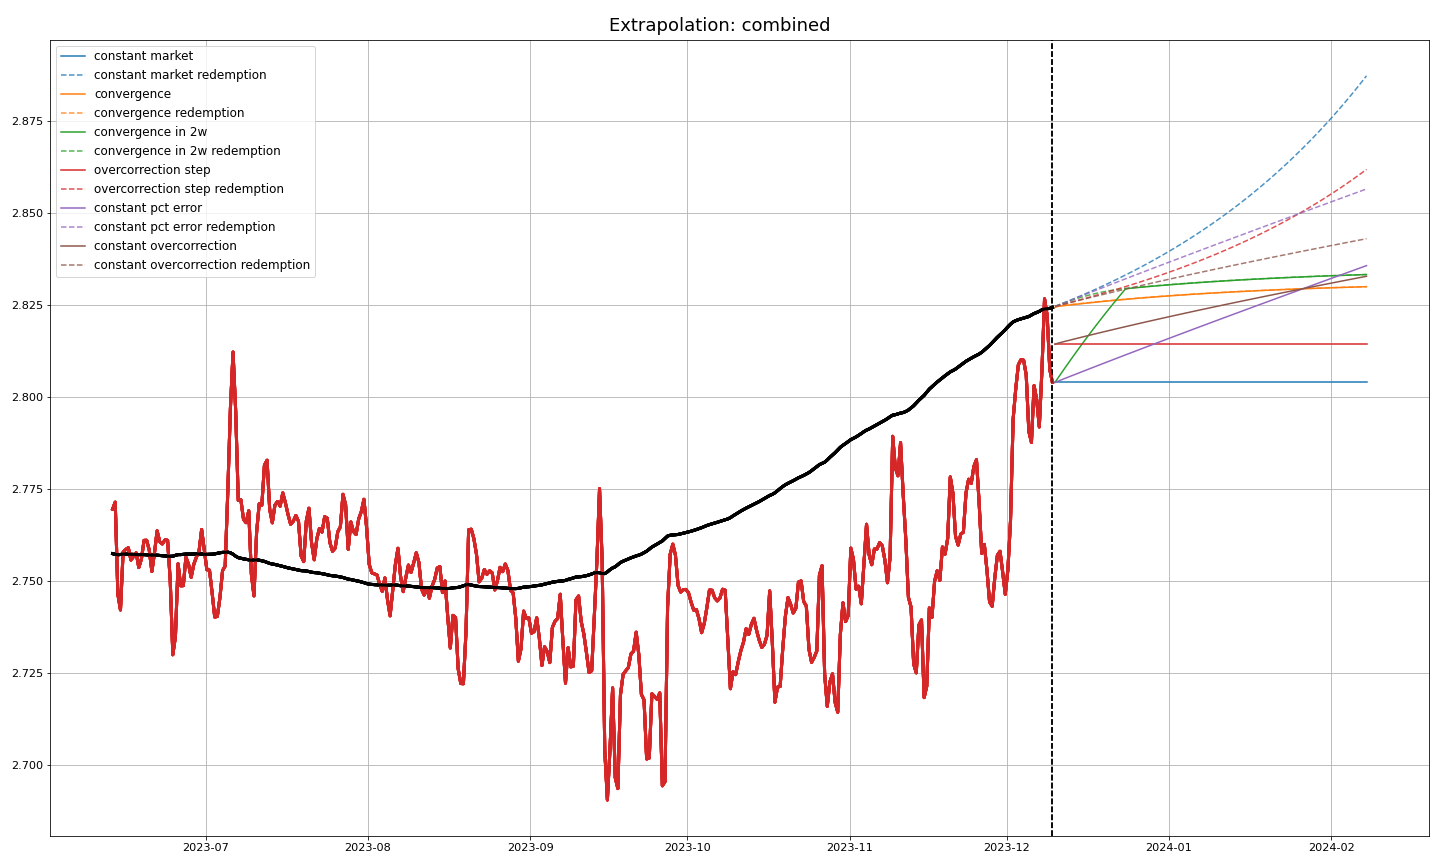 Extrapolation: combined
constant market
constant market redemption
convergence
convergence redemption
convergence in 2w
convergence in 2w redemption
overcorrection step
overcorrection step redemption
constant pct error
constant pct error redemption
constant overcorrection
constant overcorrection redemption
2.875
2.850
2.825
2.800
2.775
2.750
2.725
2.700
2023-07 2023-08 2023-09 2023-10 2023-11 2023-12 2024-01 2024-02